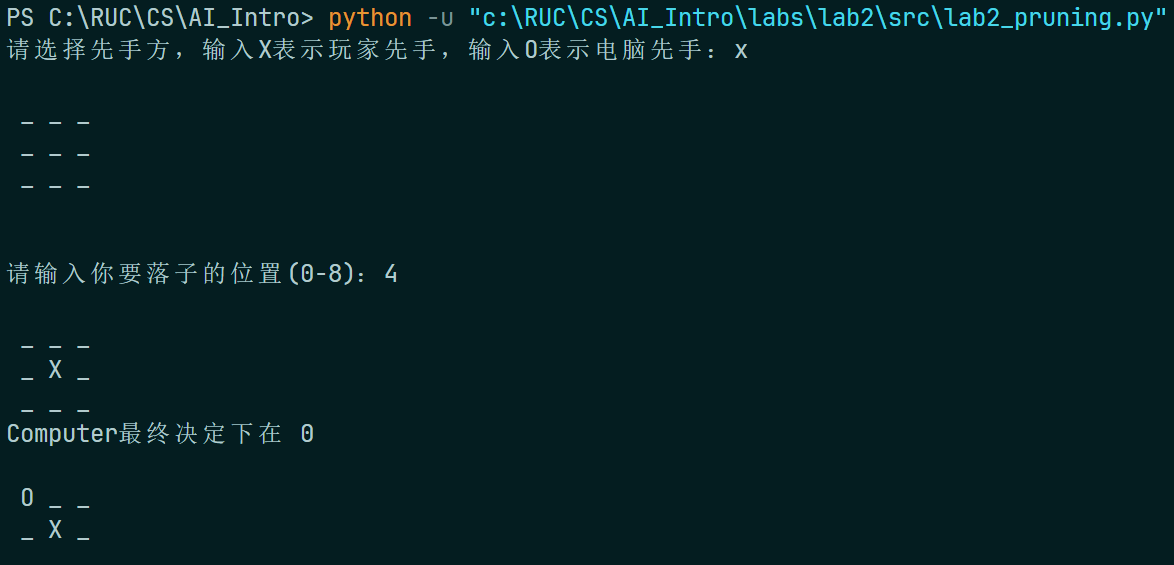 PS C:\RUC\CS\AI_Intro> python -u "c:\RUC\CS\AI_Intro\labs\lab2\src\lab2_pruning.py"
请选择先手方，输入X表示玩家先手，输入O表示电脑先手：x
_ _ _
_ _ _
_ _ _
请输入你要落子的位置(0-8)：4
_ _ _
_ X _
_ _ _
Computer最终决定下在 0
O _ _
_ X _